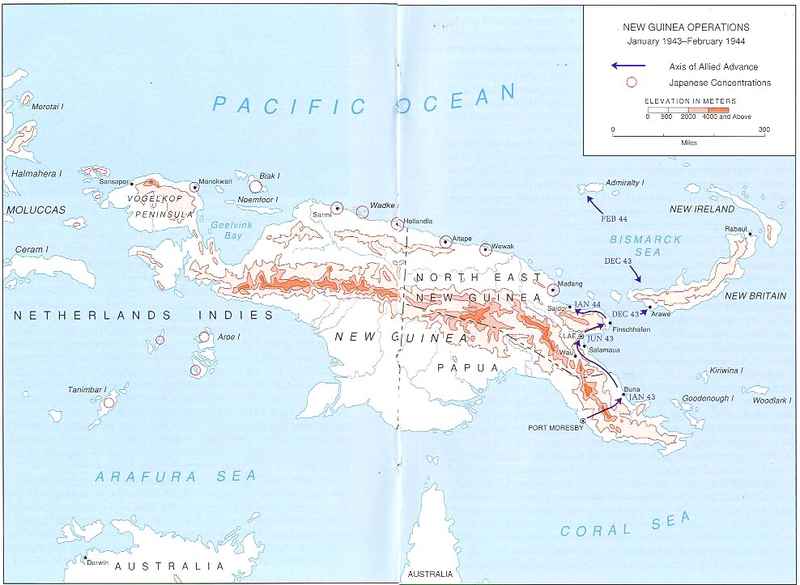 NEW GUINEA OPERATIONS
January 1943–February 1944
Axis of Allied Advance
Japanese Concentrations
ELEVATION IN METERS
0 300 2000 4000 and Above
0 300
Miles
PACIFIC OCEAN
Morotai I
Halmahera I
MOLUCCAS
Ceram I
Sansapor
Manokwari
VOGELKOP
PENINSULA
Biak I
Noemfoor I
Geelvink
Bay
Sarmi
Wadke I
Hollandia
Aitape
Wewak
Admiralty I
FEB 44
NEW IRELAND
Rabaul
BISMARCK
SEA
DEC 43
NEW BRITAIN
Madang
NORTH EAST
NEW GUINEA
Saidor
JAN 44
DEC 43
Arawe
Finschhafen
LAE
JUN 43
Salamaua
Wau
NETHERLANDS INDIES
NEW GUINEA
PAPUA
Aroe I
Tanimbar I
Buna
JAN 43
PORT MORESBY
Kiriwina I
Goodenough I
Woodlark I
ARAFURA SEA
CORAL SEA
Darwin
AUSTRALIA
AUSTRALIA